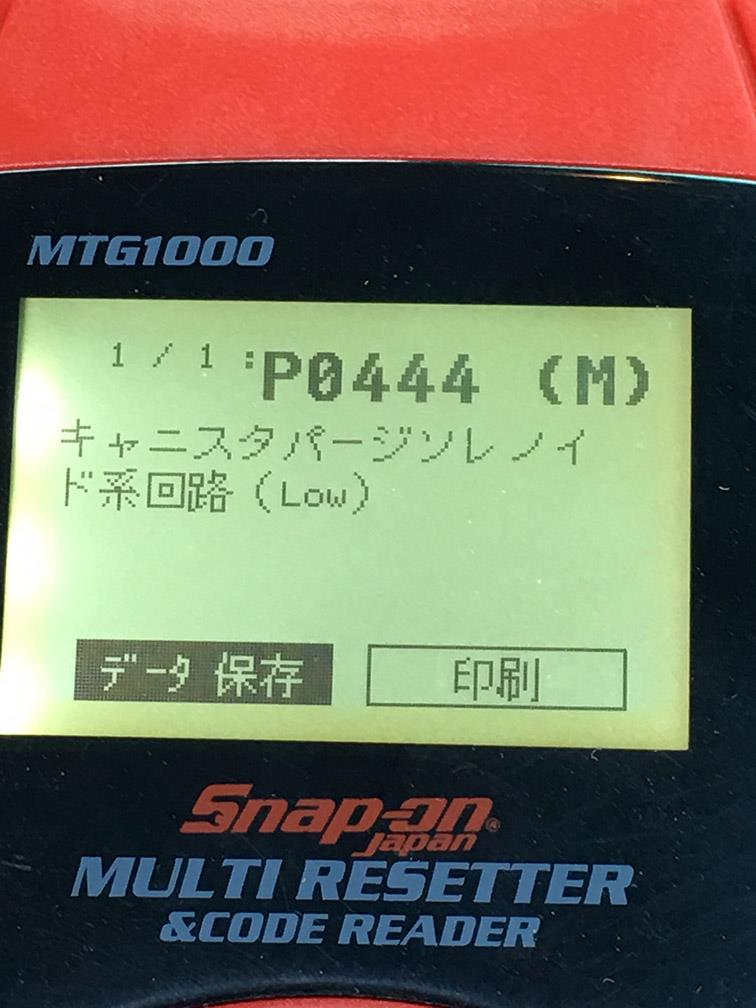 MTG1000
1 / 1 :P0444 (M)
キャニスタパージソレノイ
ド系回路 (Low)
データ 保存
印刷
Snap-on®
Japan
MULTI RESETTER
&CODE READER